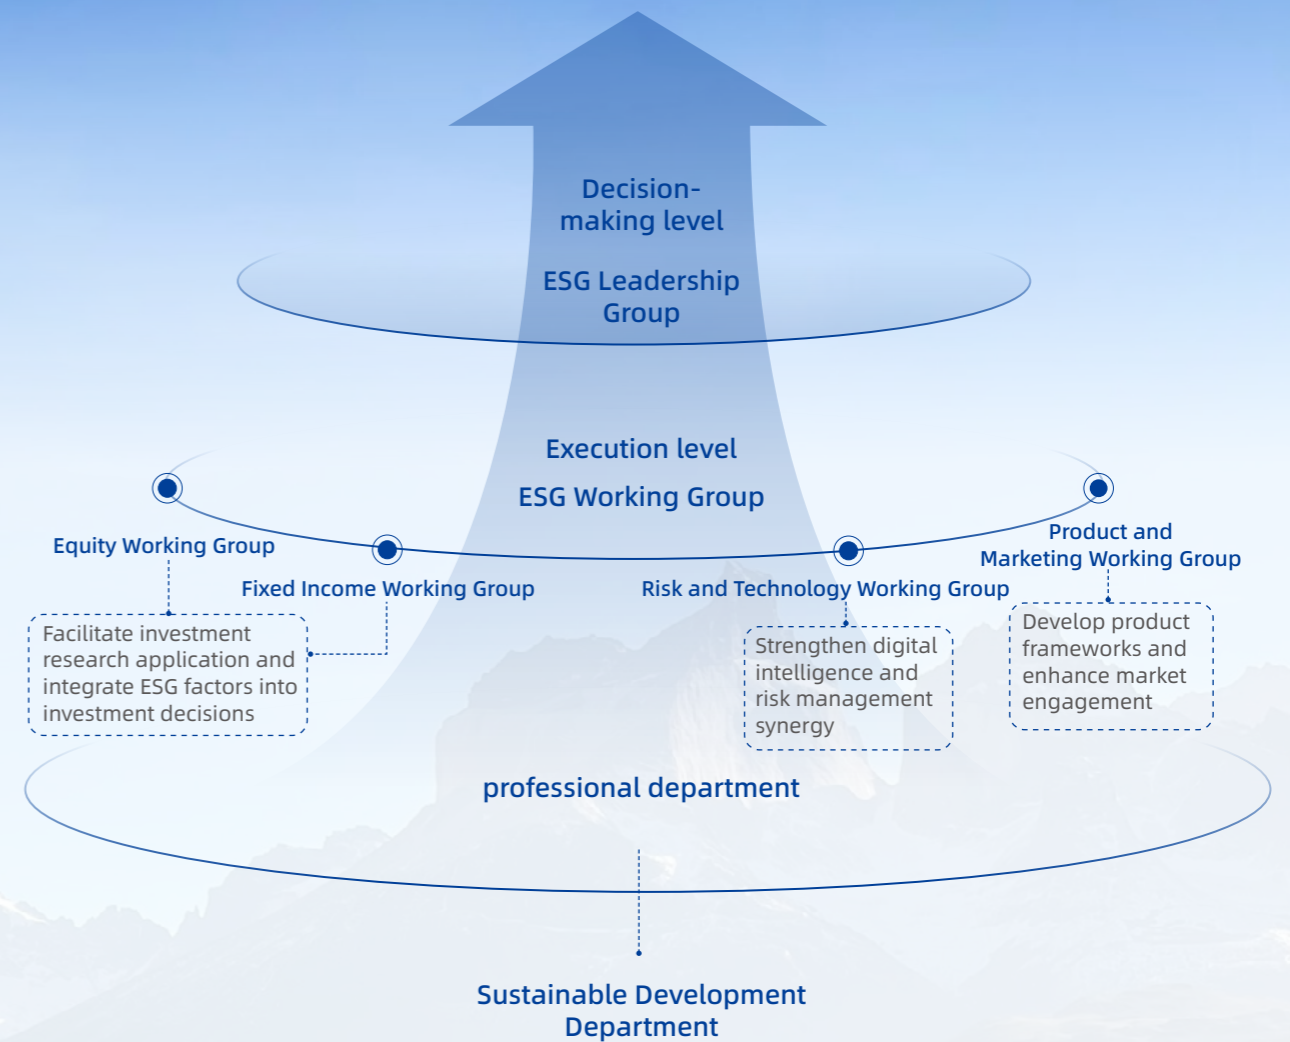 Decision-
making level
ESG Leadership
Group
Execution level
ESG Working Group
Equity Working Group
Fixed Income Working Group
Facilitate investment
research application and
integrate ESG factors into
investment decisions
Risk and Technology Working Group
Strengthen digital
intelligence and
risk management
synergy
Product and
Marketing Working Group
Develop product
frameworks and
enhance market
engagement
professional department
Sustainable Development
Department